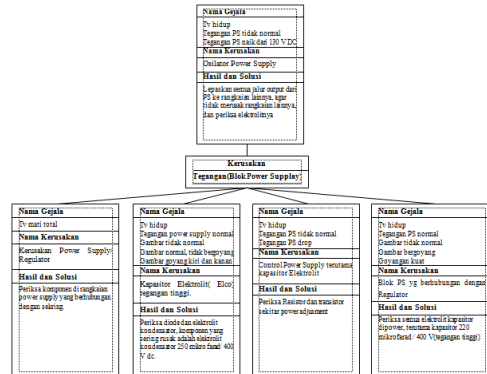 Nama Gejala
Tv hidup
Tegangan PS tidak normal
Tegangan PS naik dari 130 V.DC
Nama Kerusakan
Osilator Power Supply
Hasil dan Solusi
Lepaskan semua jalur output dari
PS ke rangkaian lainnya, agar
tidak merusak rangkaian lainnya,
dan periksa elektrolitnya
Kerusakan
Tegangan(Blok Power Supplay)
Nama Gejala
Tv mati total
Nama Kerusakan
Kerusakan Power Supply
Regulator
Hasil dan Solusi
Periksa komponen di rangkaian
power supply yang berhubungan
dengan sekring.
Nama Gejala
Tv hidup
Tegangan power supply normal
Gambar tidak normal
Gambar normal, tidak bergoyang
Gambar goyang kiri dan kanan
Nama Kerusakan
Kapasitor Elektrolit( Elco)
tegangan tinggi.
Hasil dan Solusi
Periksa diode dan elektrolit
kondensator, komponen yang
sering rusak adalah elektrolit
kondensator 250 mikro farad/ 400
V dc.
Nama Gejala
Tv hidup
Tegangan PS tidak normal
Tegangan PS drop
Nama Kerusakan
Control Power Supply terutama
kapasitor Elektrolit
Hasil dan Solusi
Periksa Resistor dan transistor
sekitar power adjusment
Nama Gejala
Tv hidup
Tegangan PS normal
Gambar tidak normal
Gambar bergoyang
Goyangan kuat
Nama Kerusakan
Blok PS yg berhubungan dengan
Regulator
Hasil dan Solusi
Periksa semua elektrolit kapasitor
dipower, terutama kapasitor 220
mikrofarad / 400 V(tegangan tinggi)